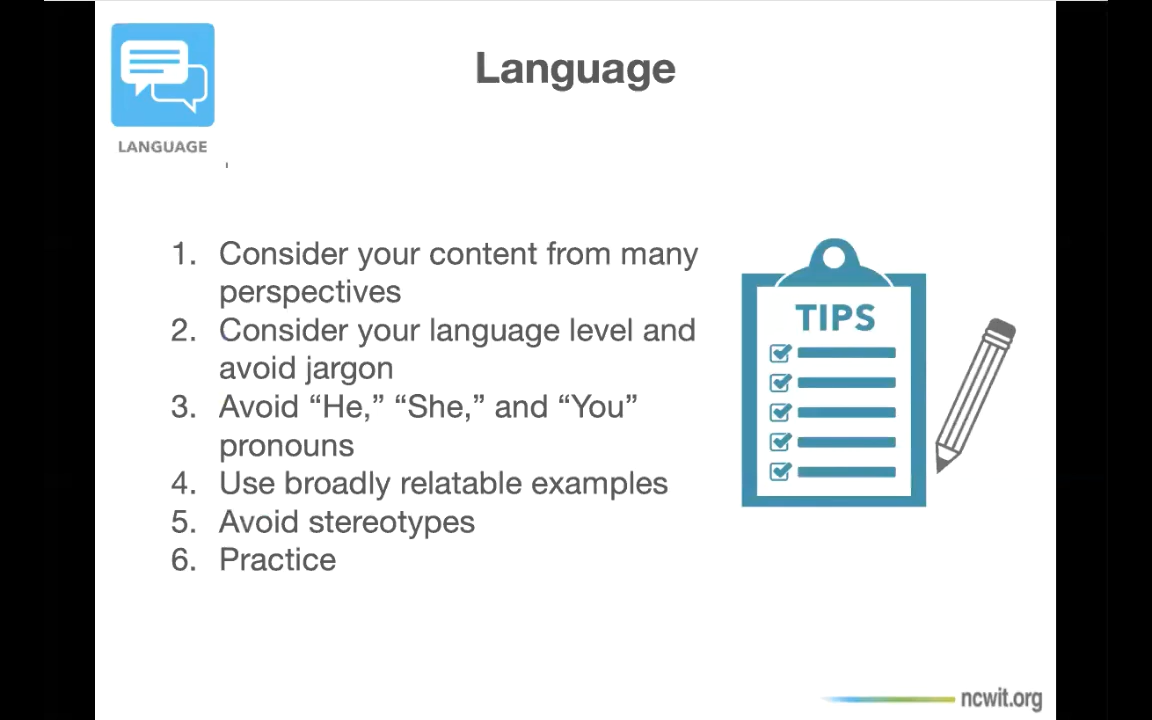 Language
LANGUAGE
1. Consider your content from many
perspectives
2. Consider your language level and
avoid jargon
3. Avoid “He,” “She,” and “You”
pronouns
4. Use broadly relatable examples
5. Avoid stereotypes
6. Practice
TIPS
ncwit.org